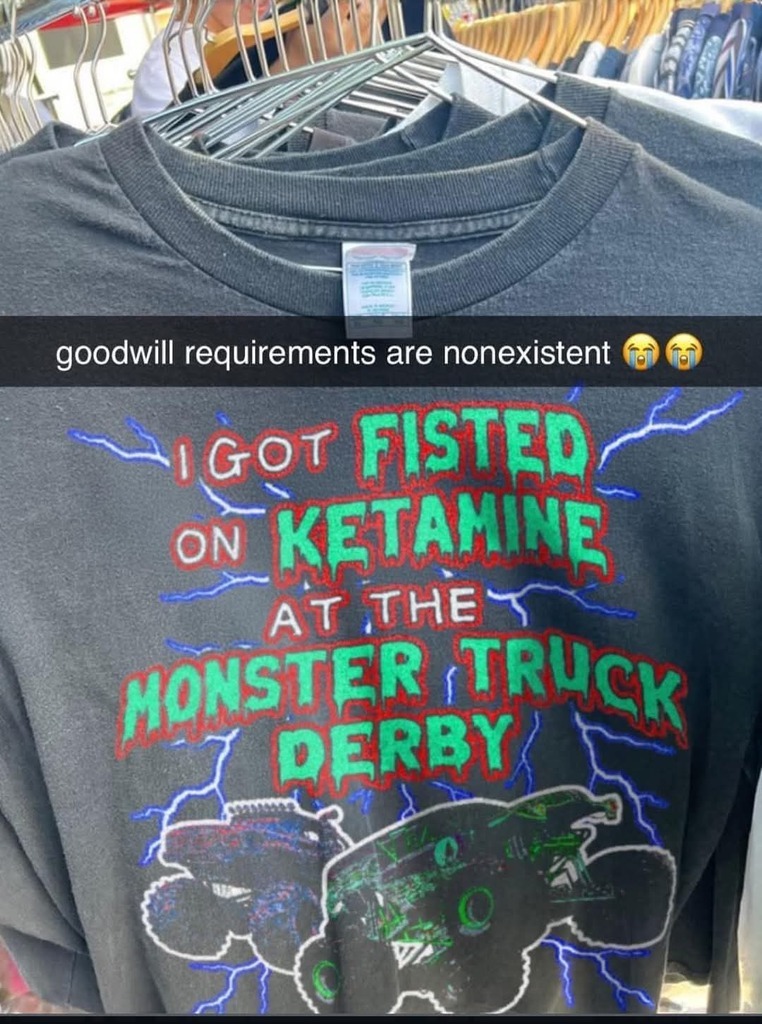 goodwill requirements are nonexistent 😭😭
I GOT FISTED
ON KETAMINE
AT THE
MONSTER TRUCK
DERBY